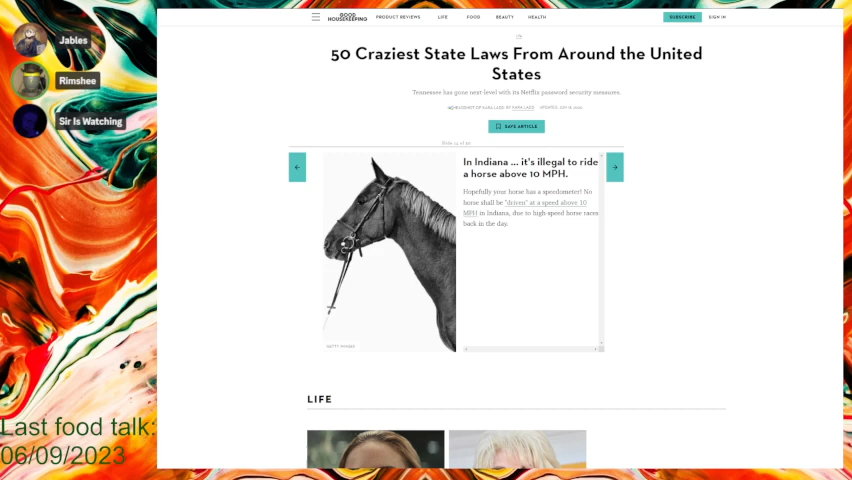 Jables
Rimshee
Sir Is Watching
Last food talk:
06/09/2023
GOOD
HOUSEKEEPING
PRODUCT REVIEWS
LIFE
FOOD
BEAUTY
HEALTH
SUBSCRIBE
SIGN IN
50 Craziest State Laws From Around the United
States
Tennessee has gone next-level with its Netflix password security measures.
BY KARA LADD
SAVE ARTICLE
In Indiana ... it's illegal to ride
a horse above 10 MPH.
Hopefully your horse has a speedometer! No
horse shall be "driven" at a speed above 10
MPH in Indiana, due to high-speed horse races
back in the day.
GETTY IMAGES
LIFE